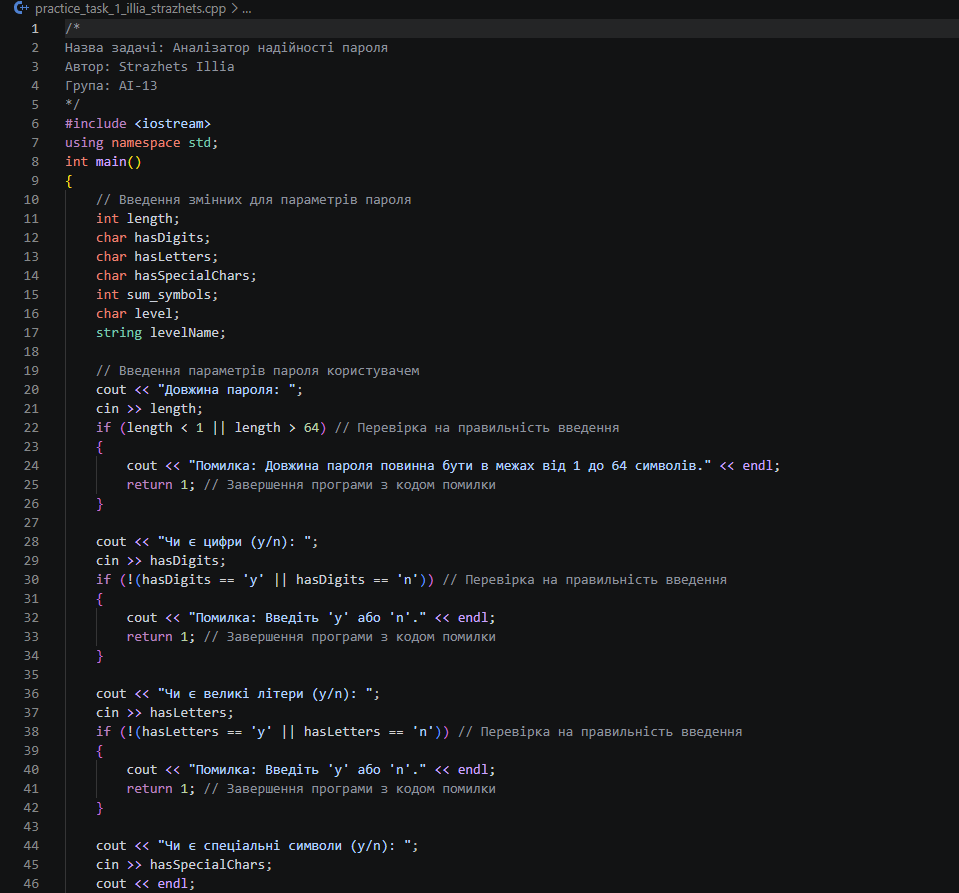 practice_task_1_illia_strazhets.cpp > ...
1 /*
2 Назва задачі: Аналізатор надійності пароля
3 Автор: Strazhets Illia
4 Група: AI-13
5 */
6 #include <iostream>
7 using namespace std;
8 int main()
9 {
10 // Введення змінних для параметрів пароля
11 int length;
12 char hasDigits;
13 char hasLetters;
14 char hasSpecialChars;
15 int sum_symbols;
16 char level;
17 string levelName;
18
19 // Введення параметрів пароля користувачем
20 cout << "Довжина пароля: ";
21 cin >> length;
22 if (length < 1 || length > 64) // Перевірка на правильність введення
23 {
24 cout << "Помилка: Довжина пароля повинна бути в межах від 1 до 64 символів." << endl;
25 return 1; // Завершення програми з кодом помилки
26 }
27
28 cout << "Чи є цифри (y/n): ";
29 cin >> hasDigits;
30 if (!(hasDigits == 'y' || hasDigits == 'n')) // Перевірка на правильність введення
31 {
32 cout << "Помилка: Введіть 'y' або 'n'." << endl;
33 return 1; // Завершення програми з кодом помилки
34 }
35
36 cout << "Чи є великі літери (y/n): ";
37 cin >> hasLetters;
38 if (!(hasLetters == 'y' || hasLetters == 'n')) // Перевірка на правильність введення
39 {
40 cout << "Помилка: Введіть 'y' або 'n'." << endl;
41 return 1; // Завершення програми з кодом помилки
42 }
43
44 cout << "Чи є спеціальні символи (y/n): ";
45 cin >> hasSpecialChars;
46 cout << endl;